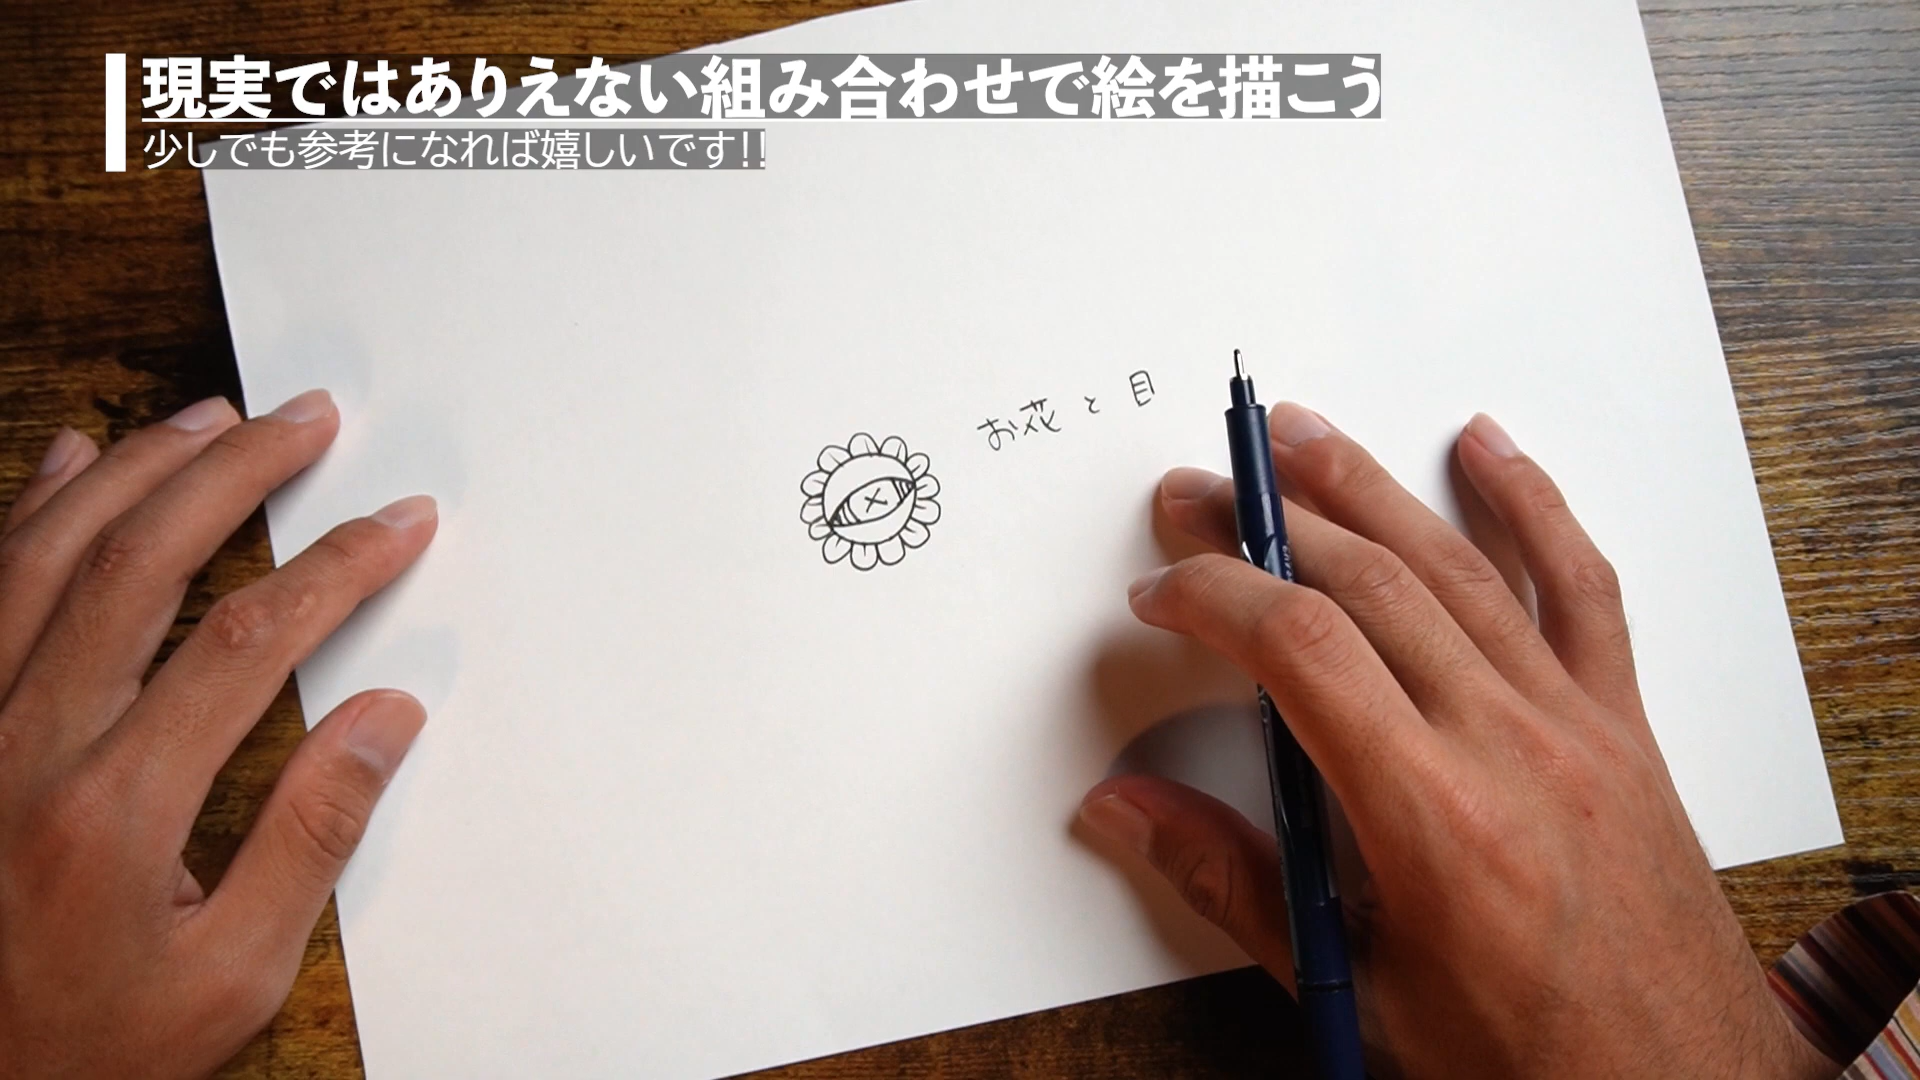 現実ではありえない組み合わせで絵を描こう
少しでも参考になれば嬉しいです!!
お花と目